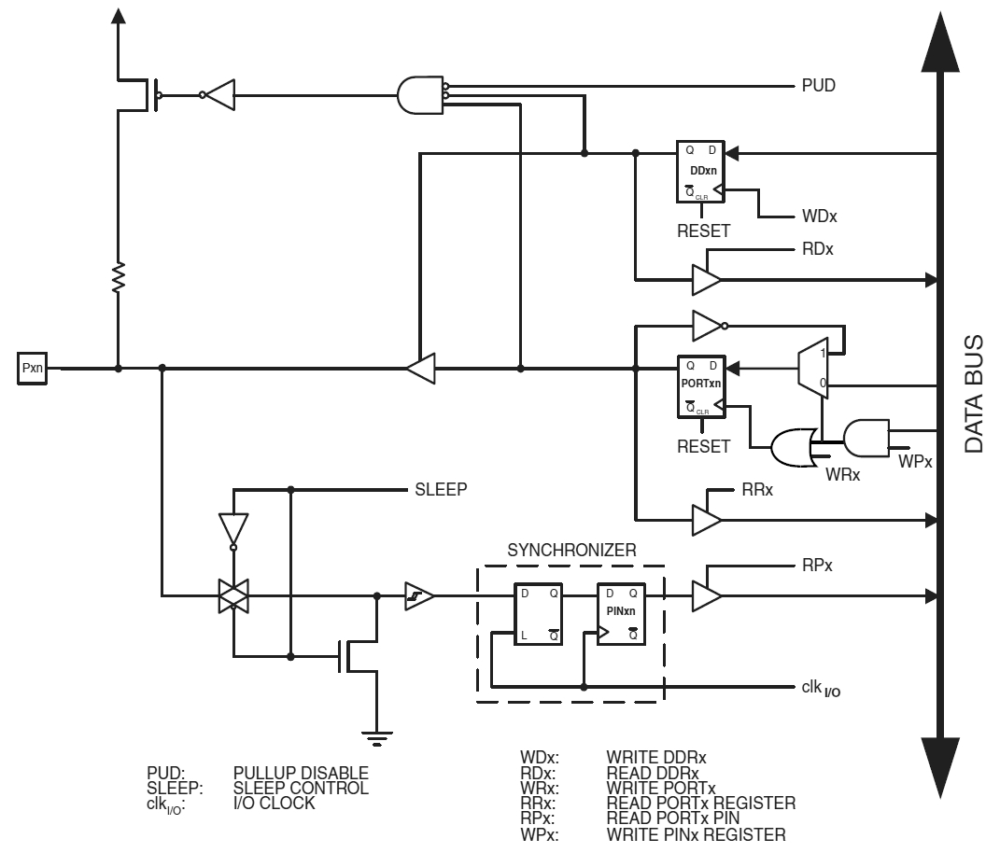 PUD
Q D
DDxn
Q CLR
RESET
WDx
RDx
Pxn
1
Q D
PORTxn
0
Q CLR
RESET
WRx
WPx
DATA BUS
SLEEP
RRx
SYNCHRONIZER
RPx
D Q
L Q
D Q
PINxn
Q
clk I/O
PUD: PULLUP DISABLE
SLEEP: SLEEP CONTROL
clk I/O: I/O CLOCK
WDx: WRITE DDRx
RDx: READ DDRx
WRx: WRITE PORTx
RRx: READ PORTx REGISTER
RPx: READ PORTx PIN
WPx: WRITE PINx REGISTER